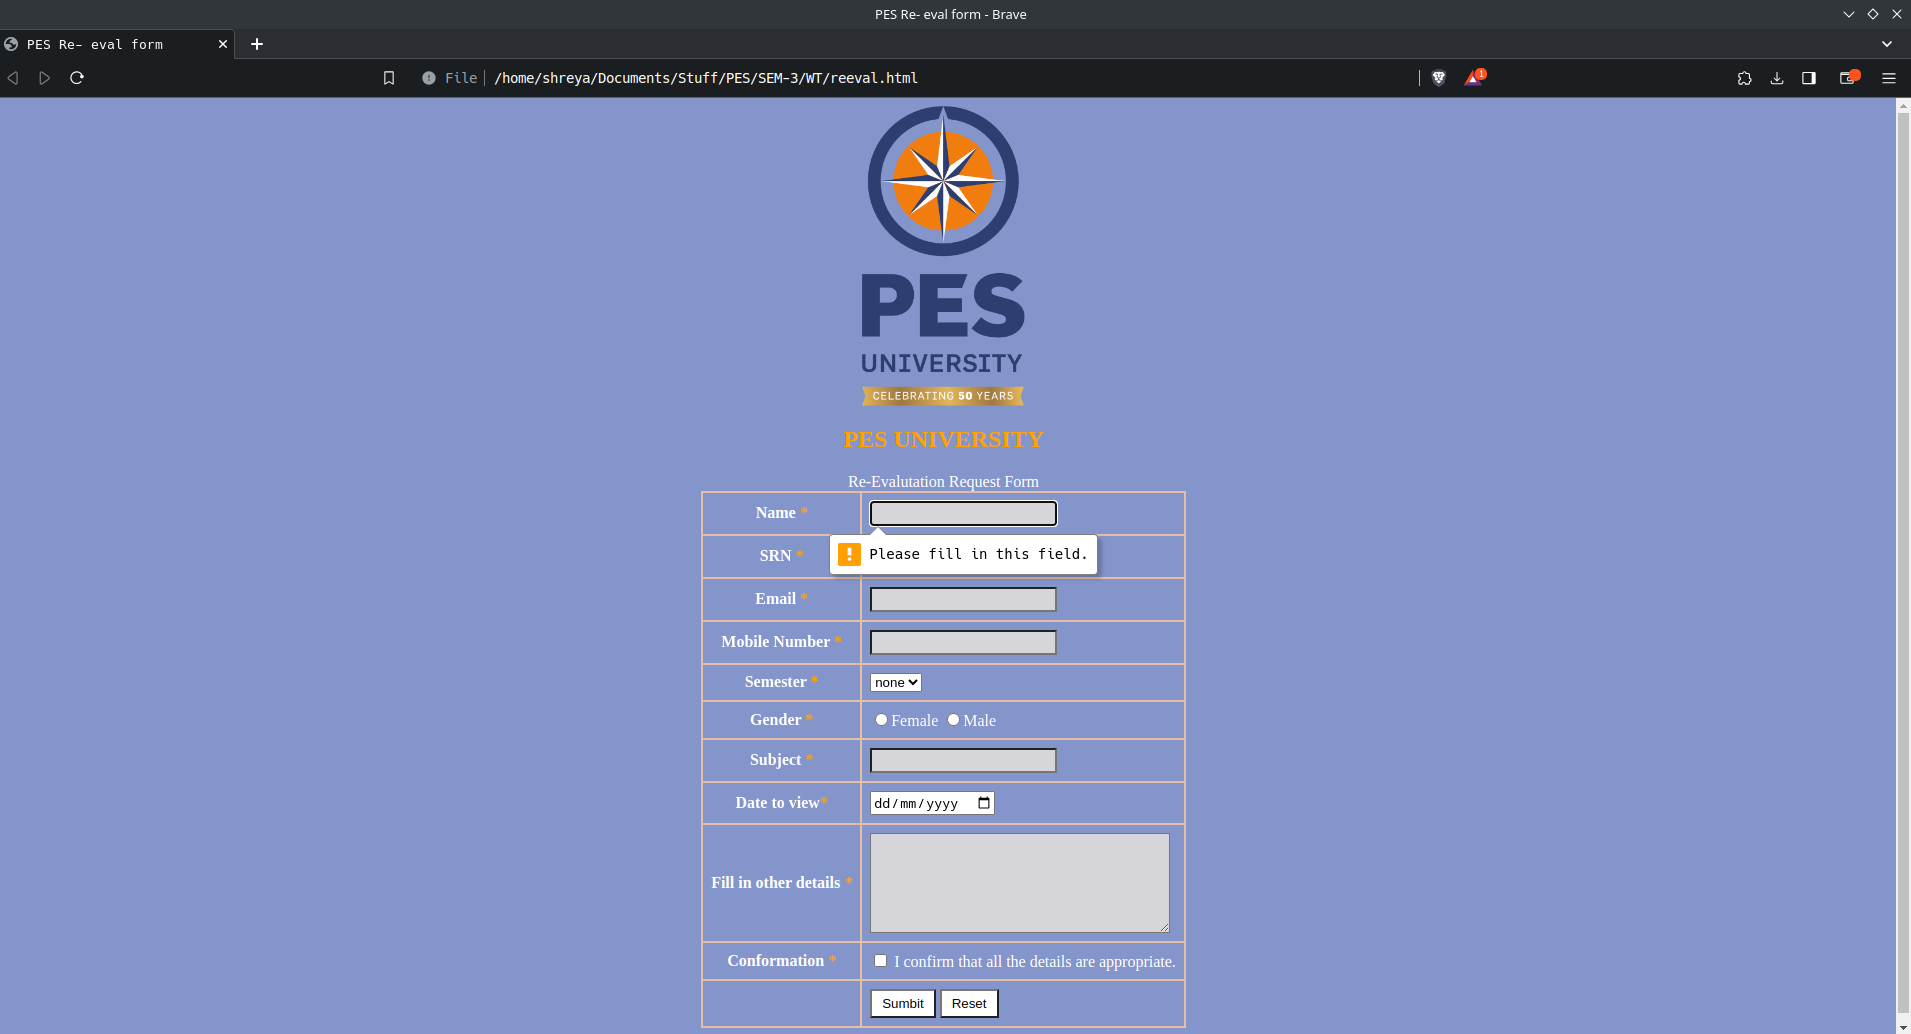 PES Re- eval form - Brave
PES Re- eval form
File /home/shreya/Documents/Stuff/PES/SEM-3/WT/reeval.html 1
PES
UNIVERSITY
CELEBRATING 50 YEARS
PES UNIVERSITY
Re-Evalutation Request Form
Name *
SRN *
Please fill in this field.
Email *
Mobile Number *
Semester * none
Gender * Female Male
Subject *
Date to view* dd/mm/yyyy
Fill in other details *
Conformation * I confirm that all the details are appropriate.
Sumbit Reset